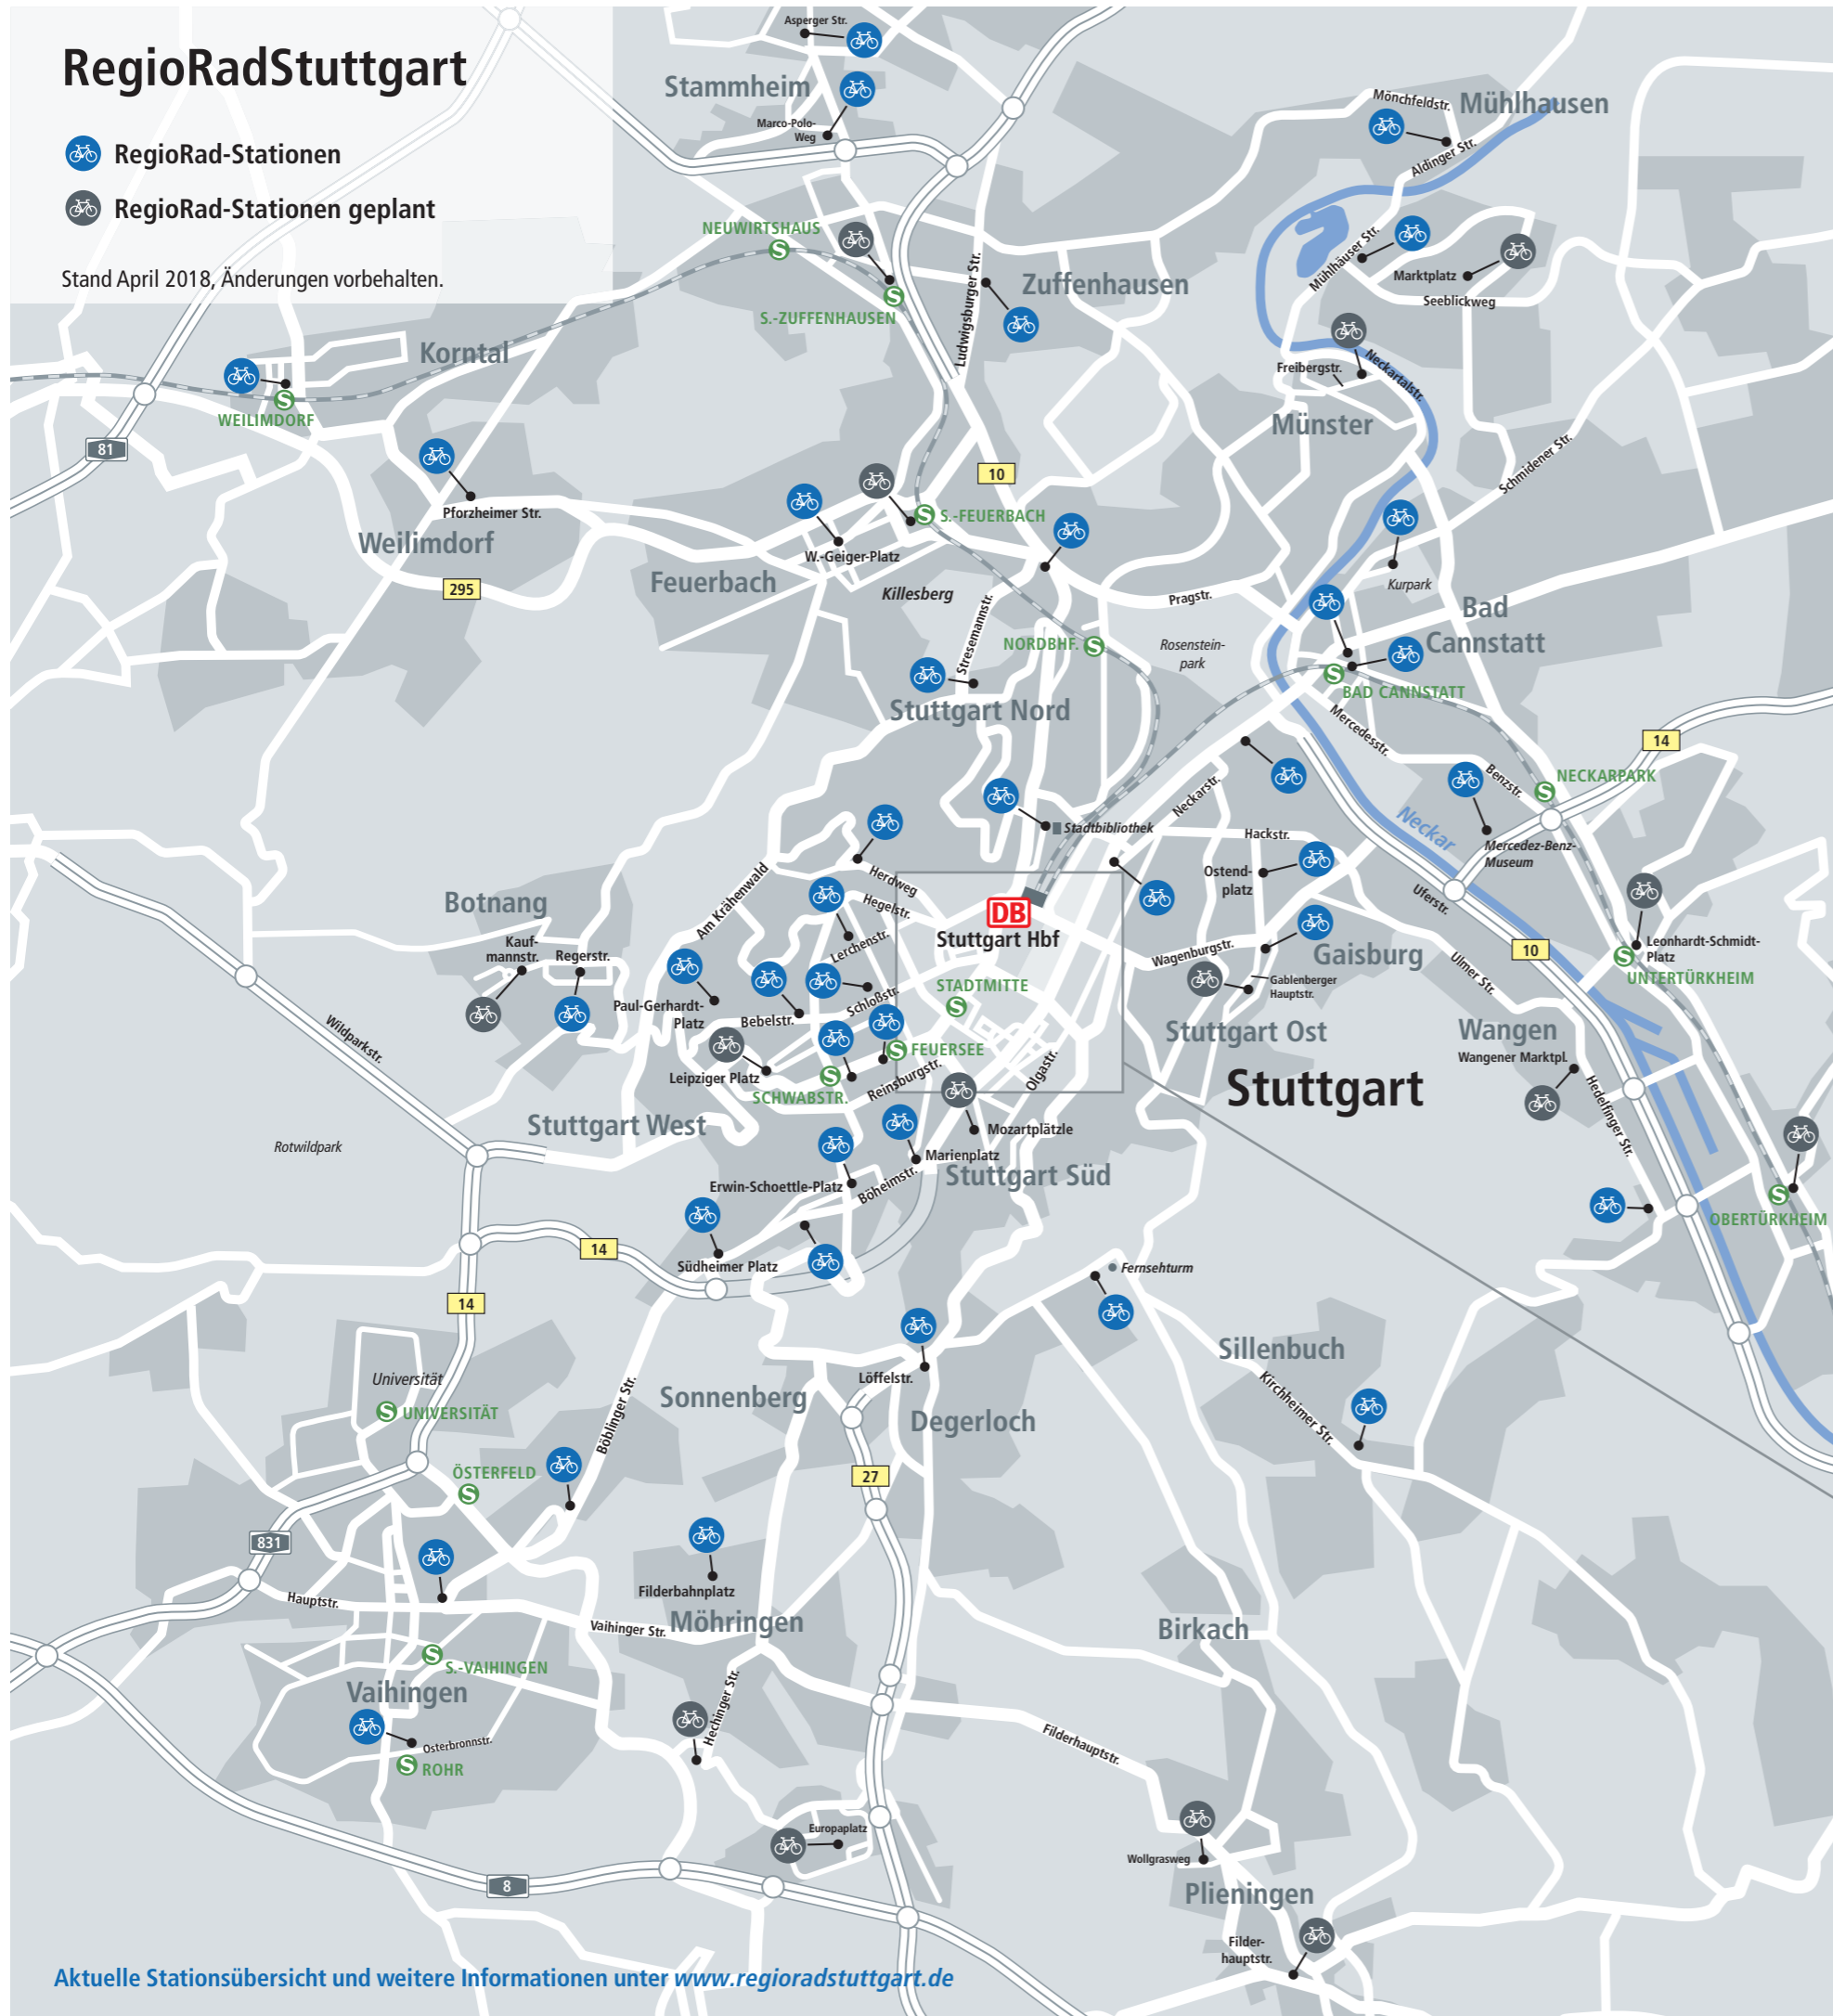 RegioRadStuttgart
RegioRad-Stationen
RegioRad-Stationen geplant
Stand April 2018, Änderungen vorbehalten.
Asperger Str.
Stammheim
Marco-Polo-
Weg
Mönchfeldstr.
Mühlhausen
Aldinger Str.
NEUWIRTSHAUS
S
Mühlhäuser Str.
Marktplatz
Seeblickweg
Ludwigsburger Str.
Zuffenhausen
S
S.-ZUFFENHAUSEN
Korntal
S
WEILIMDORF
Freibergstr.
Neckartalstr.
Münster
81
10
Schmidener Str.
Pforzheimer Str.
Weilimdorf
S
S.-FEUERBACH
W.-Geiger-Platz
Feuerbach
295
Killesberg
Kurpark
Pragstr.
Bad
Cannstatt
Stresemannstr.
NORDBHF.
S
Rosenstein-
park
S
BAD CANNSTATT
Stuttgart Nord
Mercedesstr.
14
Benzstr.
NECKARPARK
S
Neckarstr.
Neckar
Stadtbibliothek
Hackstr.
Mercedez-Benz-
Museum
Ostend-
platz
Uferstr.
Herdweg
Am Krähenwald
Hegelstr.
Botnang
DB
Stuttgart Hbf
Lerchenstr.
Kauf-
mannstr.
Regerstr.
Wagenburgstr.
Gaisburg
Ulmer Str.
10
Leonhardt-Schmidt-
Platz
S
UNTERTÜRKHEIM
Gablenberger
Hauptstr.
STADTMITTE
S
Schloßstr.
Paul-Gerhardt-
Platz
Bebelstr.
Wildparkstr.
Stuttgart Ost
Wangen
Wangener Marktpl.
S
FEUERSEE
Leipziger Platz
S
SCHWABSTR.
Reinsburgstr.
Olgastr.
Stuttgart
Hedelfinger Str.
Stuttgart West
Mozartplätzle
Rotwildpark
Marienplatz
Stuttgart Süd
Erwin-Schoettle-Platz
Böheimstr.
S
OBERTÜRKHEIM
14
Südheimer Platz
Fernsehturm
14
Sillenbuch
Löffelstr.
Universität
S
UNIVERSITÄT
Sonnenberg
Degerloch
Kirchheimer Str.
Böblinger Str.
ÖSTERFELD
S
27
831
Filderbahnplatz
Hauptstr.
Möhringen
Vaihinger Str.
Birkach
S
S.-VAIHINGEN
Vaihingen
Hechinger Str.
Osterbronnstr.
S
ROHR
Filderhauptstr.
Europaplatz
Wollgrasweg
8
Plieningen
Filder-
hauptstr.
Aktuelle Stationsübersicht und weitere Informationen unter www.regioradstuttgart.de